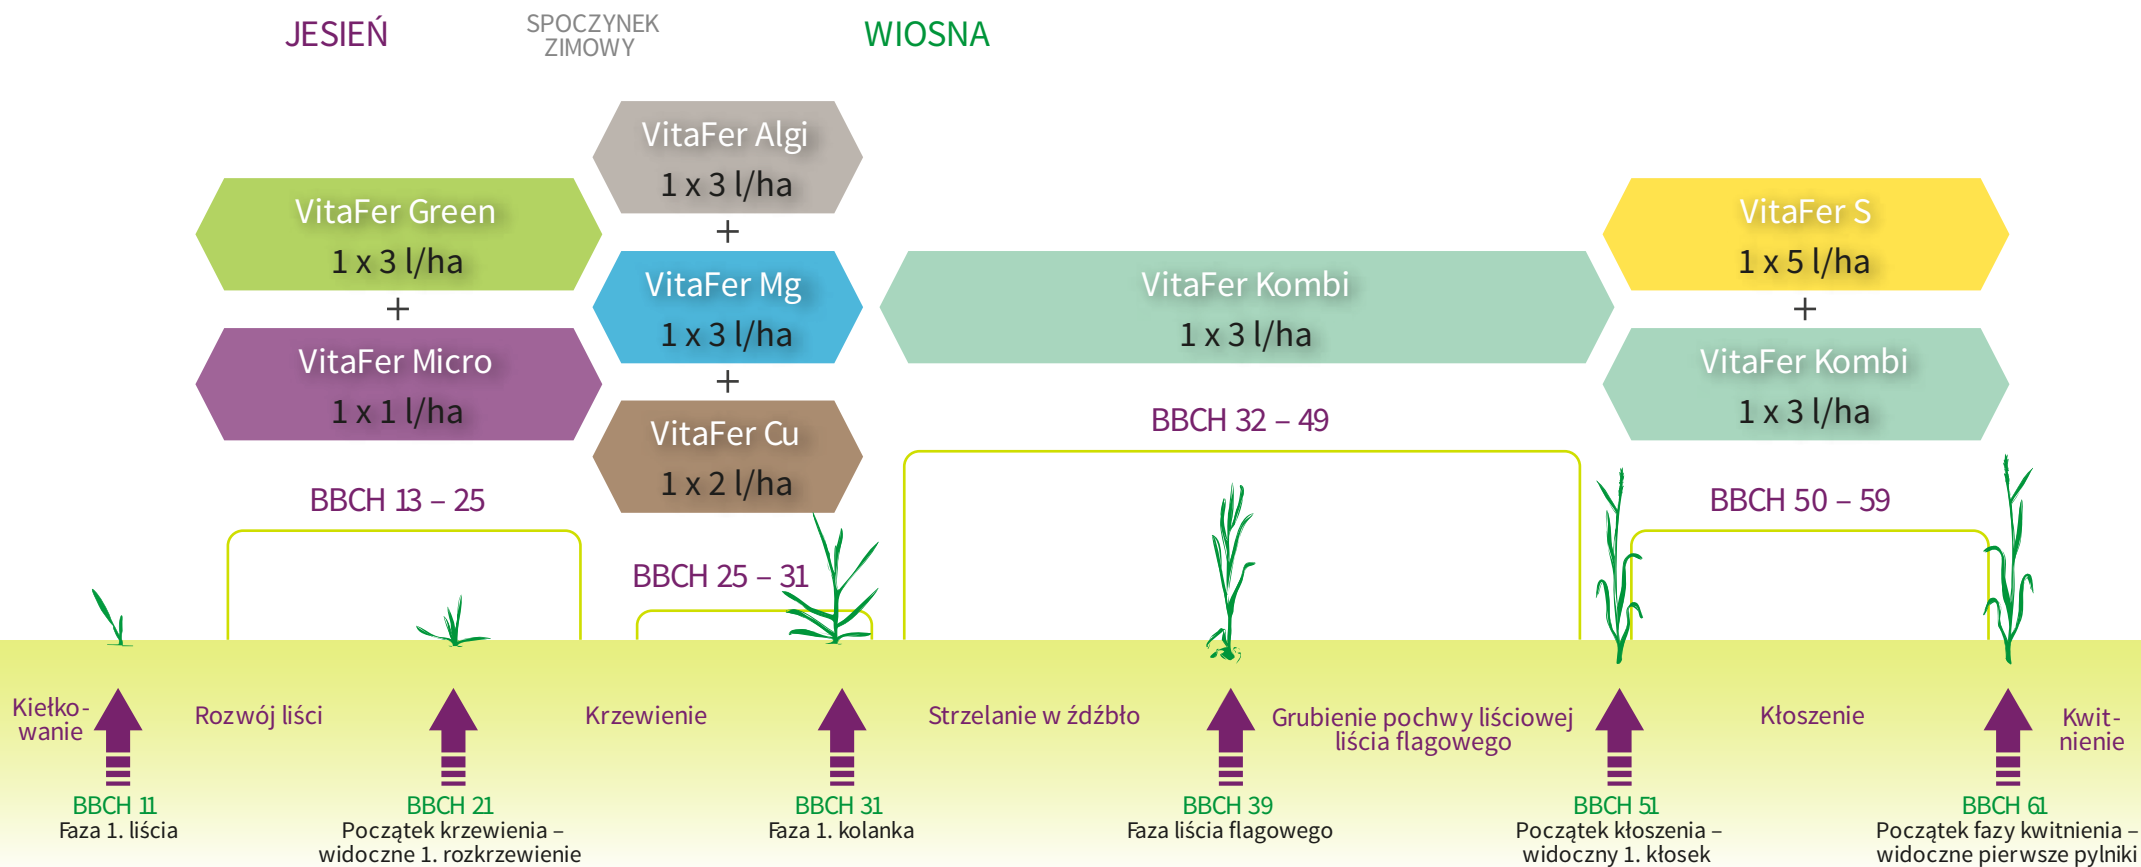 JESIEŃ
SPOCZYNEK
ZIMOWY
WIOSNA
VitaFer Green
1 x 3 l/ha
+
VitaFer Micro
1 x 1 l/ha
BBCH 13 – 25
VitaFer Algi
1 x 3 l/ha
+
VitaFer Mg
1 x 3 l/ha
+
VitaFer Cu
1 x 2 l/ha
BBCH 25 – 31
VitaFer Kombi
1 x 3 l/ha
BBCH 32 – 49
VitaFer S
1 x 5 l/ha
+
VitaFer Kombi
1 x 3 l/ha
BBCH 50 – 59
Kiełko-
wanie
Rozwój liści
Krzewienie
Strzelanie w źdźbło
Grubienie pochwy liściowej
liścia flagowego
Kłoszenie
Kwit-
nienie
BBCH 11
Faza 1. liścia
BBCH 21
Początek krzewienia –
widoczne 1. rozkrzewienie
BBCH 31
Faza 1. kolanka
BBCH 39
Faza liścia flagowego
BBCH 51
Początek kłoszenia –
widoczny 1. kłosek
BBCH 61
Początek fazy kwitnienia –
widoczne pierwsze pylniki